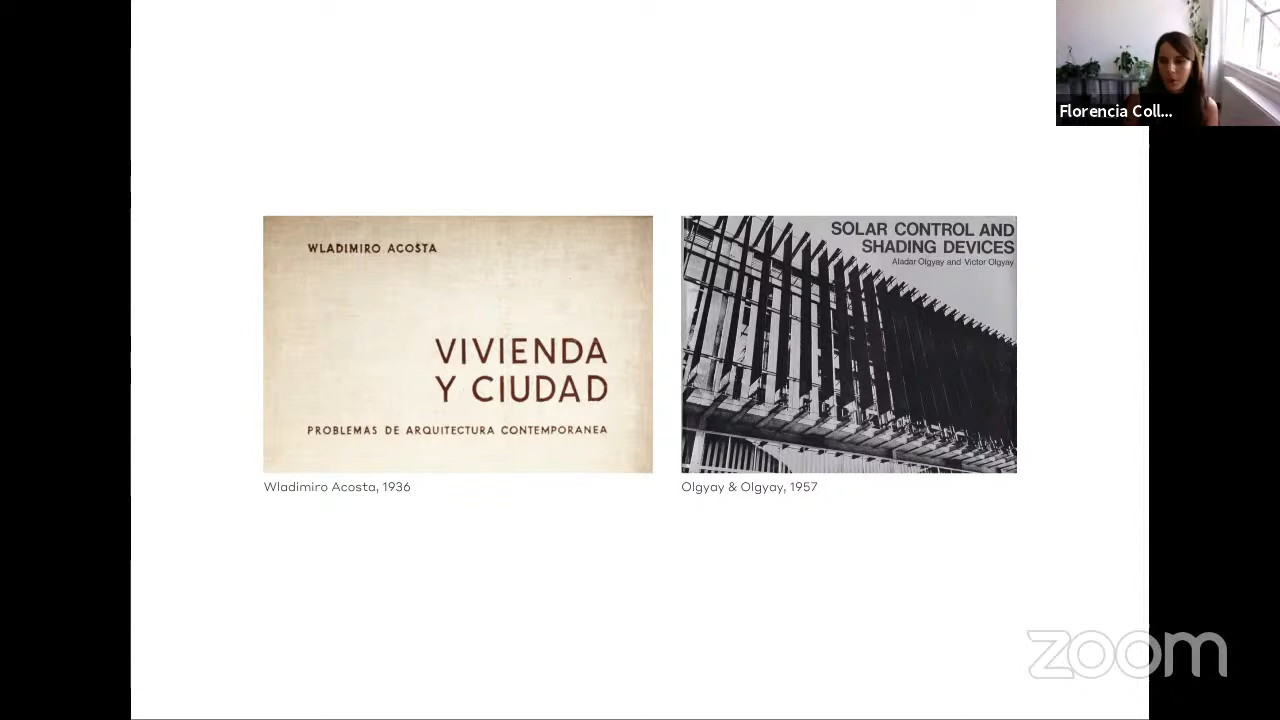 Florencia Coll...
WLADIMIRO ACOSTA
VIVIENDA
Y CIUDAD
PROBLEMAS DE ARQUITECTURA CONTEMPORANEA
Wladimiro Acosta, 1936
SOLAR CONTROL AND
SHADING DEVICES
Aladar Olgyay and Victor Olgyay
Olgyay & Olgyay, 1957
zoom